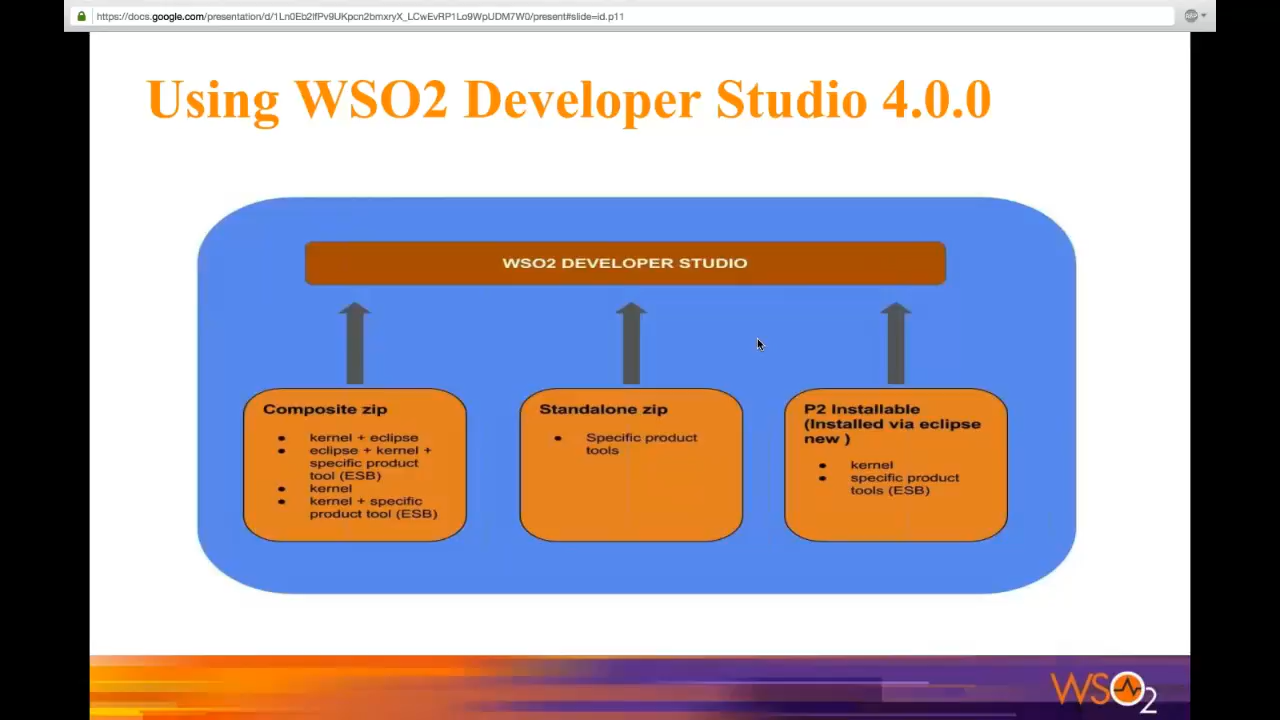 https://docs.google.com/presentation/d/1Ln0Eb2lfPv9UKpcn2bmxryX_LCwEvRP1Lo9WpUDM7W0/present#slide=id.p11
ABP
Using WSO2 Developer Studio 4.0.0
WSO2 DEVELOPER STUDIO
Composite zip
● kernel + eclipse
● eclipse + kernel +
specific product
tool (ESB)
● kernel
● kernel + specific
product tool (ESB)
Standalone zip
● Specific product
tools
P2 Installable
(Installed via eclipse
new )
● kernel
● specific product
tools (ESB)
WSO2